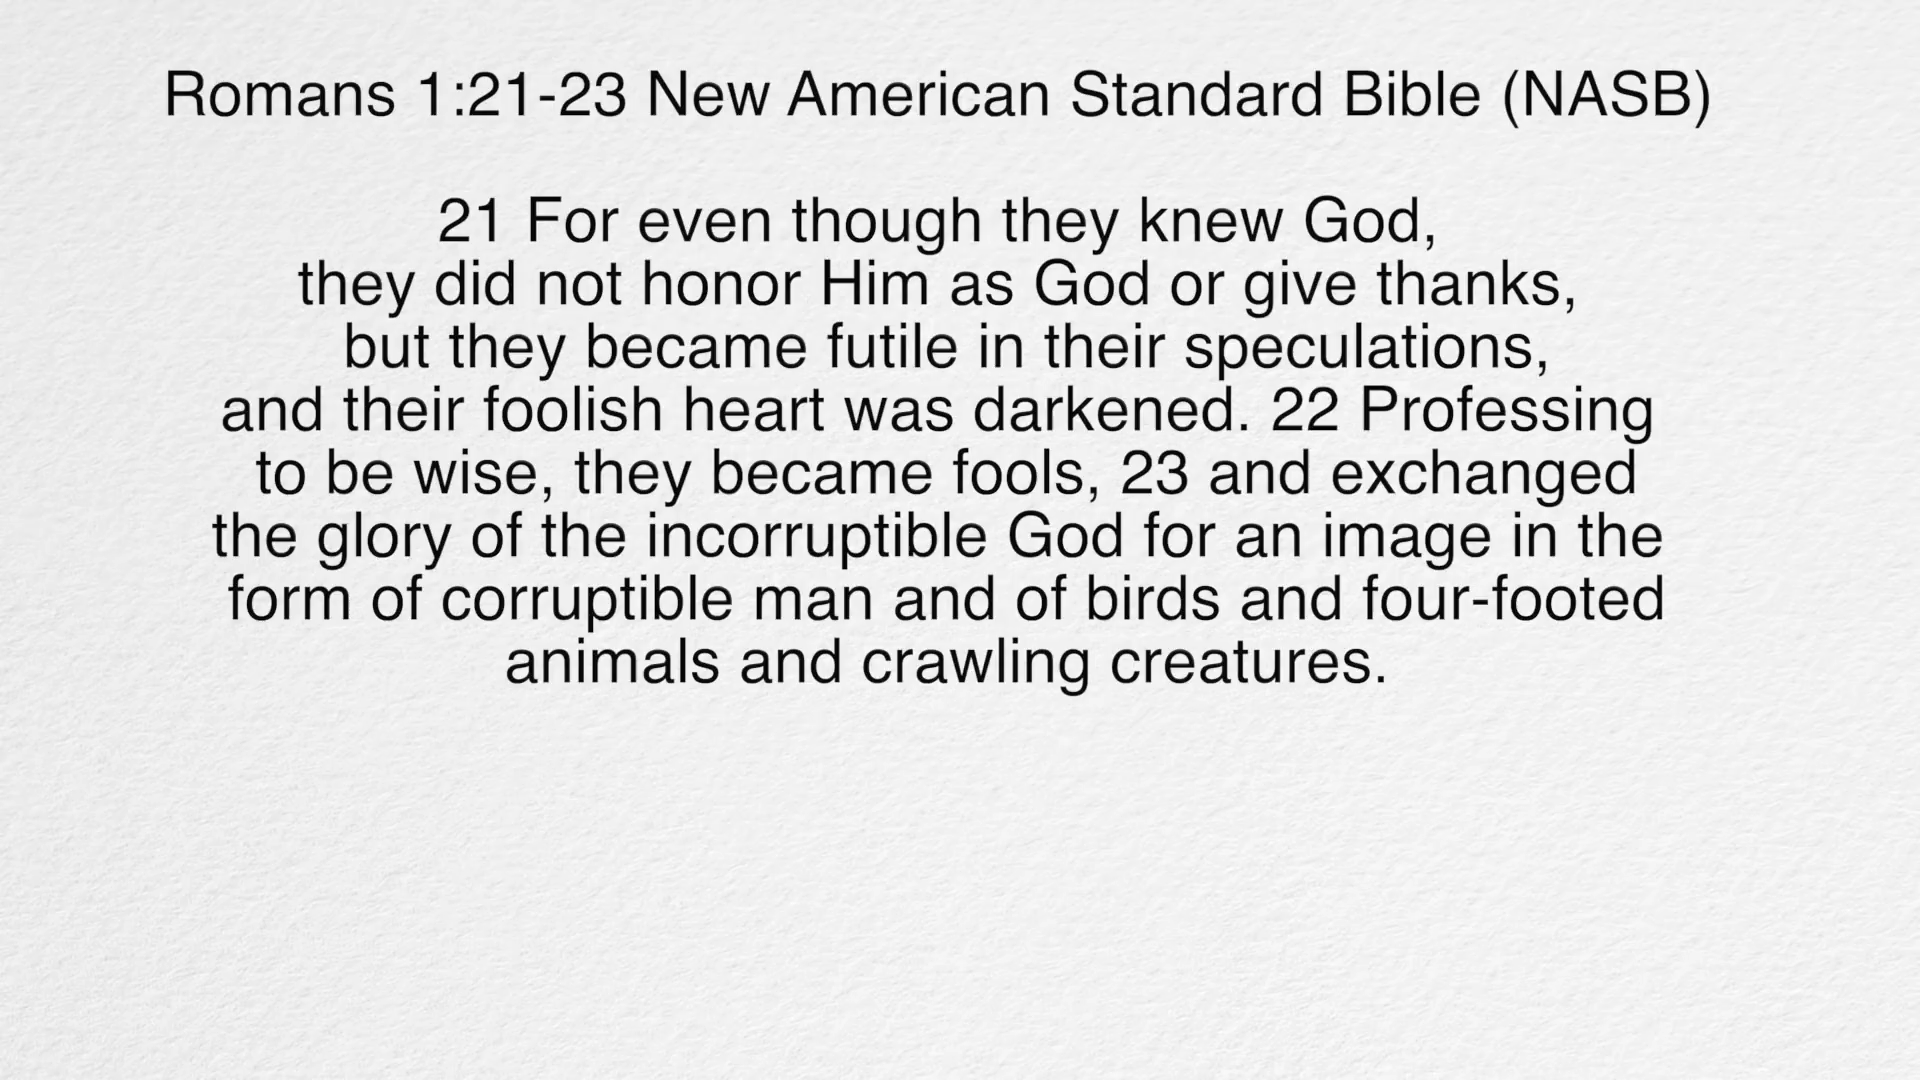 Romans 1:21-23 New American Standard Bible (NASB)
21 For even though they knew God,
they did not honor Him as God or give thanks,
but they became futile in their speculations,
and their foolish heart was darkened. 22 Professing
to be wise, they became fools, 23 and exchanged
the glory of the incorruptible God for an image in the
form of corruptible man and of birds and four-footed
animals and crawling creatures.